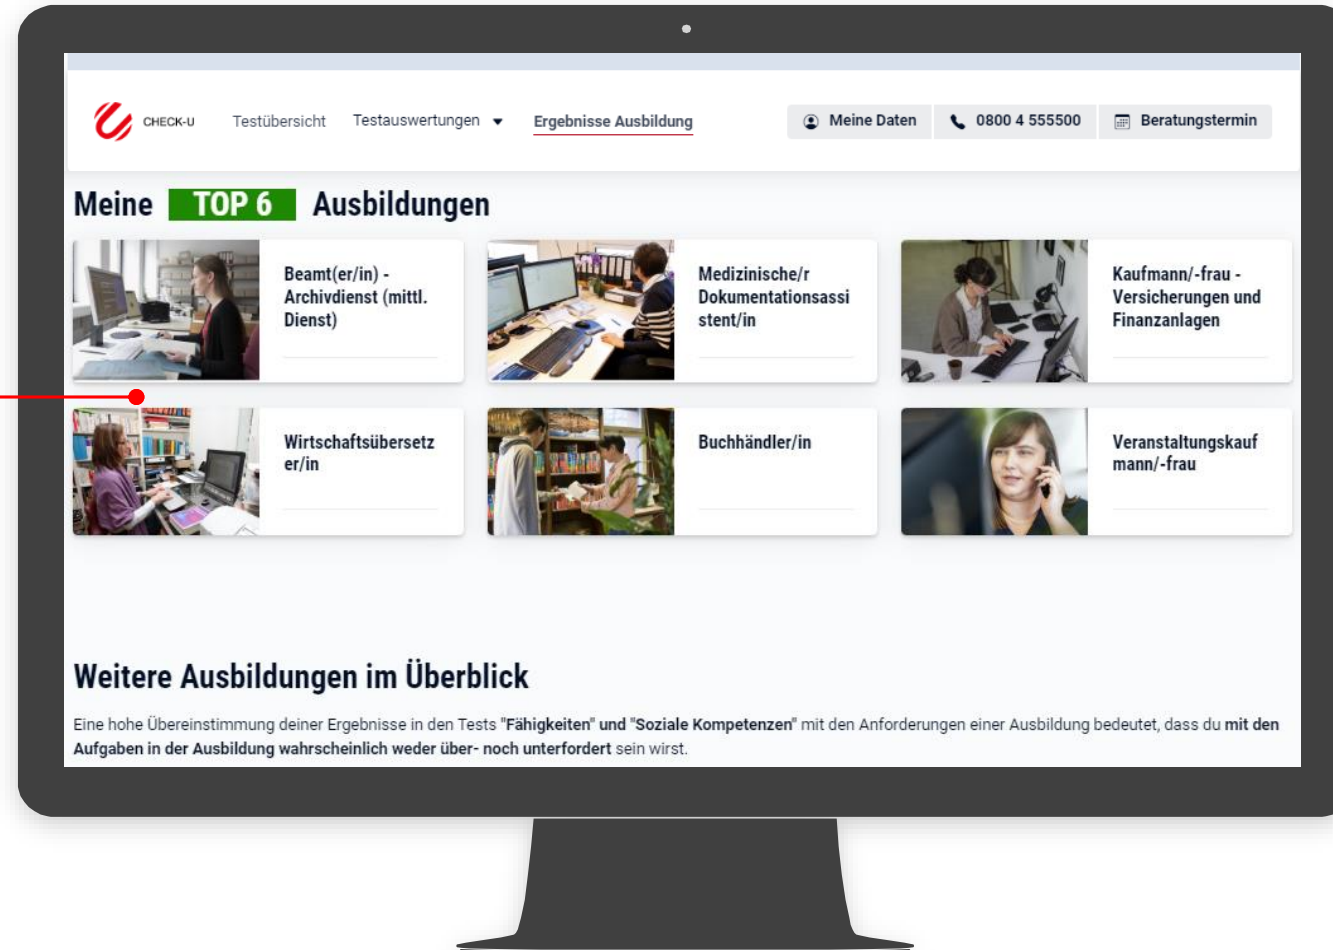 CHECK-U Testübersicht Testauswertungen Ergebnisse Ausbildung Meine Daten 0800 4 555500 Beratungstermin
Meine TOP 6 Ausbildungen
Beamt(er/in) -
Archivdienst (mittl.
Dienst)
Medizinische/r
Dokumentationsassi
stent/in
Kaufmann/-frau -
Versicherungen und
Finanzanlagen
Wirtschaftsübersetz
er/in
Buchhändler/in
Veranstaltungskauf
mann/-frau
Weitere Ausbildungen im Überblick
Eine hohe Übereinstimmung deiner Ergebnisse in den Tests "Fähigkeiten" und "Soziale Kompetenzen" mit den Anforderungen einer Ausbildung bedeutet, dass du mit den
Aufgaben in der Ausbildung wahrscheinlich weder über- noch unterfordert sein wirst.